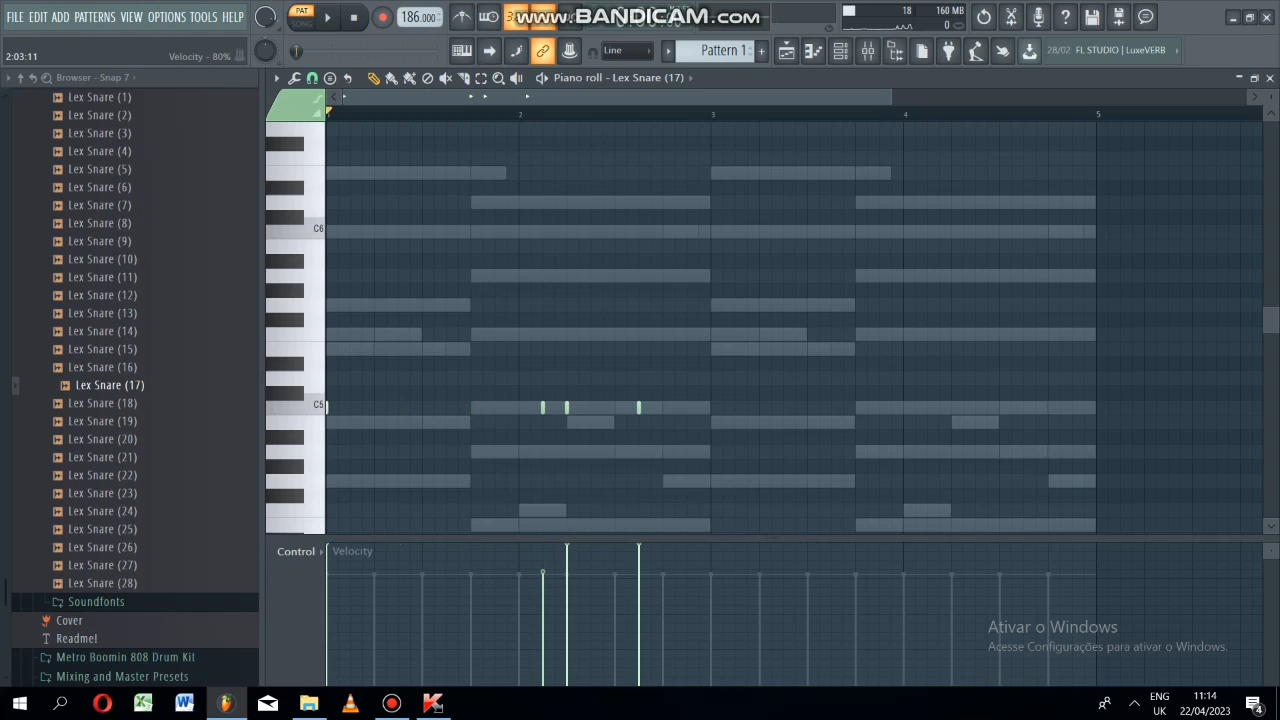 FILE EDIT ADD PATTERNS VIEW OPTIONS TOOLS HELP
PAT
SONG
186.000
www.BANDICAM.com
18
160 MB
0
2:03:11
Velocity - 80%
Line
Pattern 1
28/02 FL STUDIO | LuxeVERB
Browser - Snap 7
Piano roll - Lex Snare (17)
Lex Snare (1)
Lex Snare (2)
Lex Snare (3)
Lex Snare (4)
Lex Snare (5)
Lex Snare (6)
Lex Snare (7)
Lex Snare (8)
Lex Snare (9)
Lex Snare (10)
Lex Snare (11)
Lex Snare (12)
Lex Snare (13)
Lex Snare (14)
Lex Snare (15)
Lex Snare (16)
Lex Snare (17)
Lex Snare (18)
Lex Snare (19)
Lex Snare (20)
Lex Snare (21)
Lex Snare (22)
Lex Snare (23)
Lex Snare (24)
Lex Snare (25)
Lex Snare (26)
Lex Snare (27)
Lex Snare (28)
Soundfonts
Cover
Readme!
Metro Boomin 808 Drum Kit
Mixing and Master Presets
2
3
4
5
C6
C5
Control
Velocity
Ativar o Windows
Acesse Configurações para ativar o Windows.
ENG
UK
11:14
22/04/2023
4